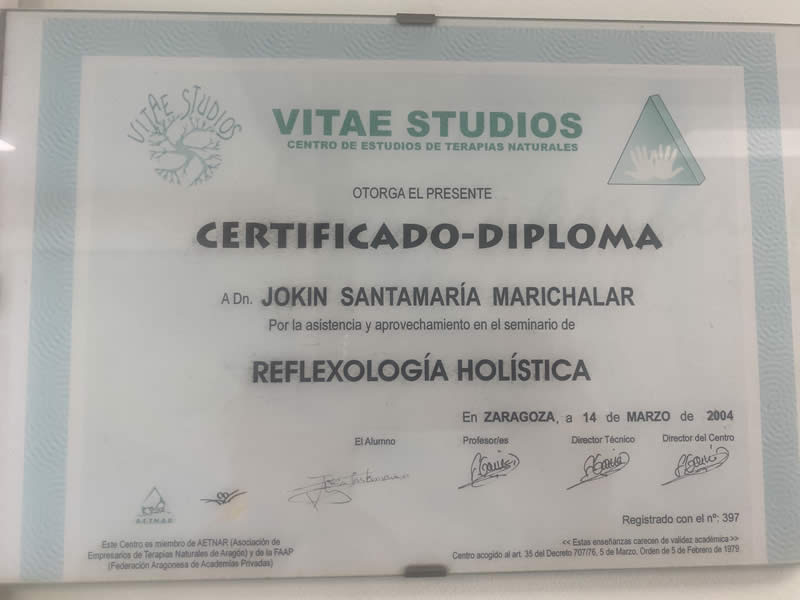 VITAE STUDIOS
VITAE STUDIOS
CENTRO DE ESTUDIOS DE TERAPIAS NATURALES
OTORGA EL PRESENTE
CERTIFICADO-DIPLOMA
A Dn. JOKIN SANTAMARÍA MARICHALAR
Por la asistencia y aprovechamiento en el seminario de
REFLEXOLOGÍA HOLÍSTICA
En ZARAGOZA, a 14 de MARZO de 2004
El Alumno
Profesor/es
Director Técnico
Director del Centro
A.E.T.N.A.R.
Registrado con el nº: 397
Este Centro es miembro de AETNAR (Asociación de
Empresarios de Terapias Naturales de Aragón) y de la FAAP
(Federación Aragonesa de Academias Privadas)
<< Estas enseñanzas carecen de validez académica >>
Centro acogido al art. 35 del Decreto 707/76, 5 de Marzo, Orden de 5 de Febrero de 1979